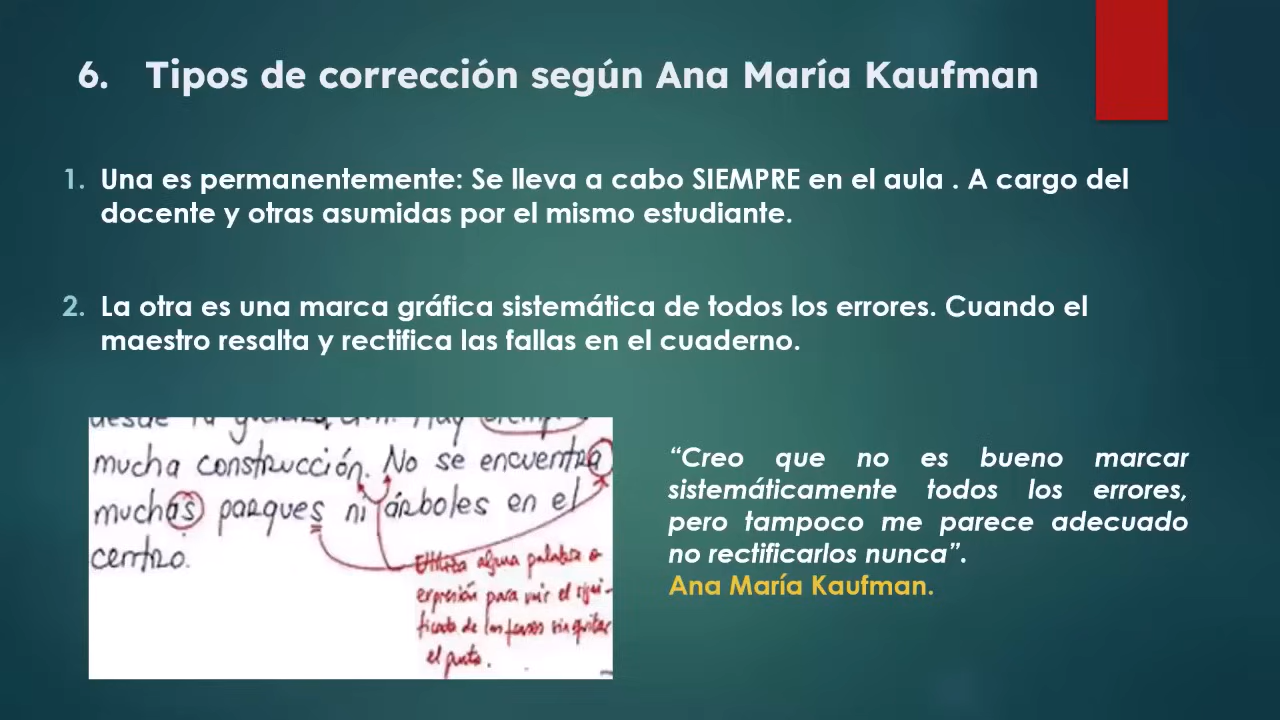 6. Tipos de corrección según Ana María Kaufman
1. Una es permanentemente: Se lleva a cabo SIEMPRE en el aula . A cargo del
docente y otras asumidas por el mismo estudiante.
2. La otra es una marca gráfica sistemática de todos los errores. Cuando el
maestro resalta y rectifica las fallas en el cuaderno.
mucha construcción. No se encuentra
muchas parques ni árboles en el
centro.
alguna palabra o
expresión para unir el signi-
ficado de las frases sin quitar
el punto.
“Creo que no es bueno marcar
sistemáticamente todos los errores,
pero tampoco me parece adecuado
no rectificarlos nunca”.
Ana María Kaufman.